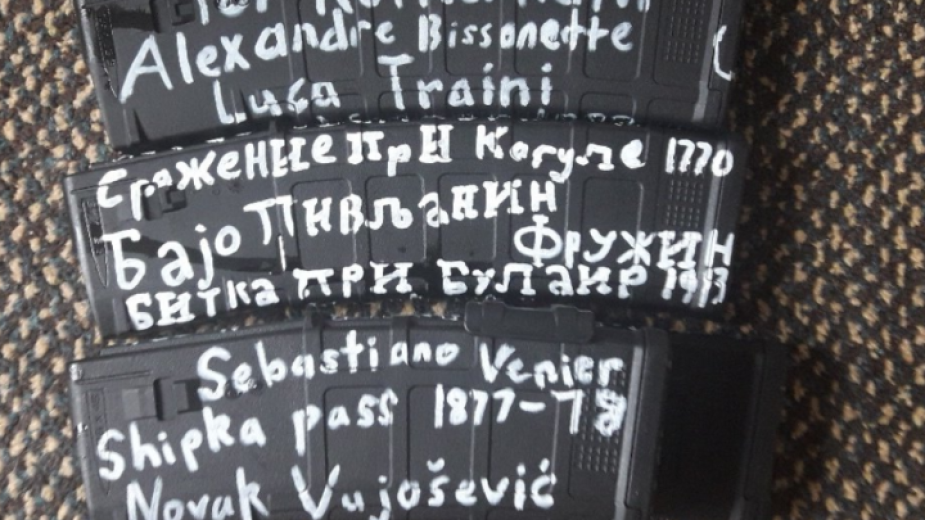 Alexandre Bissonette
Luca Traini
Сражение при Кагуле 1770
Бајо Пивљанин
Фружин
Битка при Булаир 1913
Sebastiano Venier
Shipka pass 1877-78
Novak Vujošević